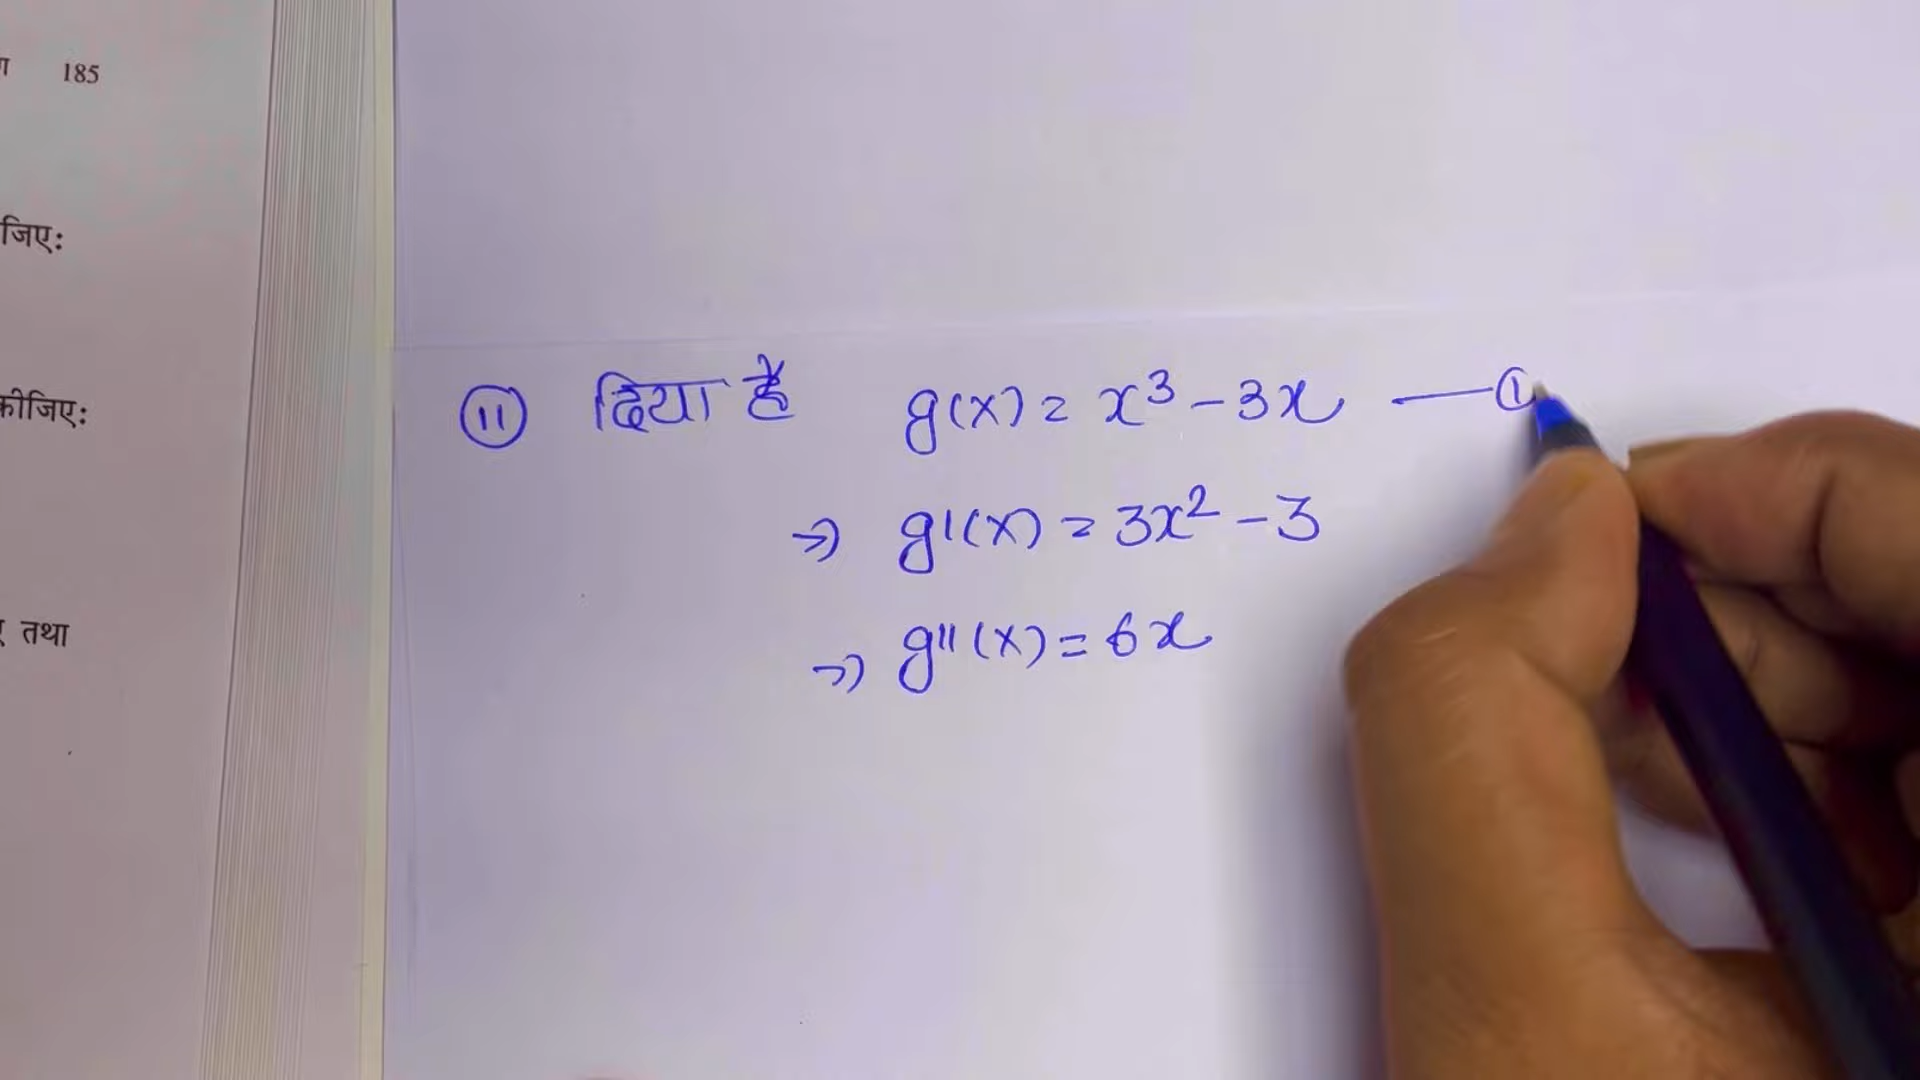 185
जिए:
कीजिए:
तथा
(11) दिया है g(x) = x³ - 3x —①
⇒ g'(x) = 3x² - 3
⇒ g''(x) = 6x